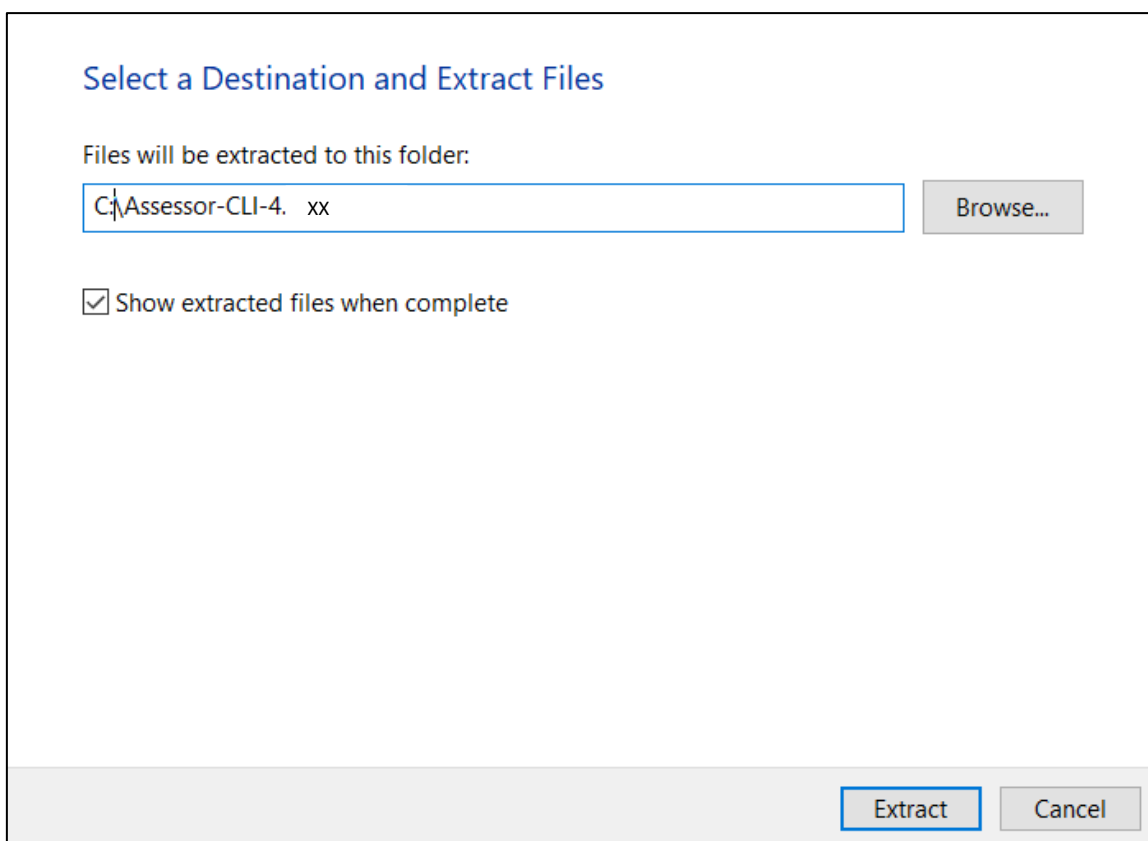 Select a Destination and Extract Files
Files will be extracted to this folder:
C:\Assessor-CLI-4. xx
Browse...
Show extracted files when complete
Extract
Cancel